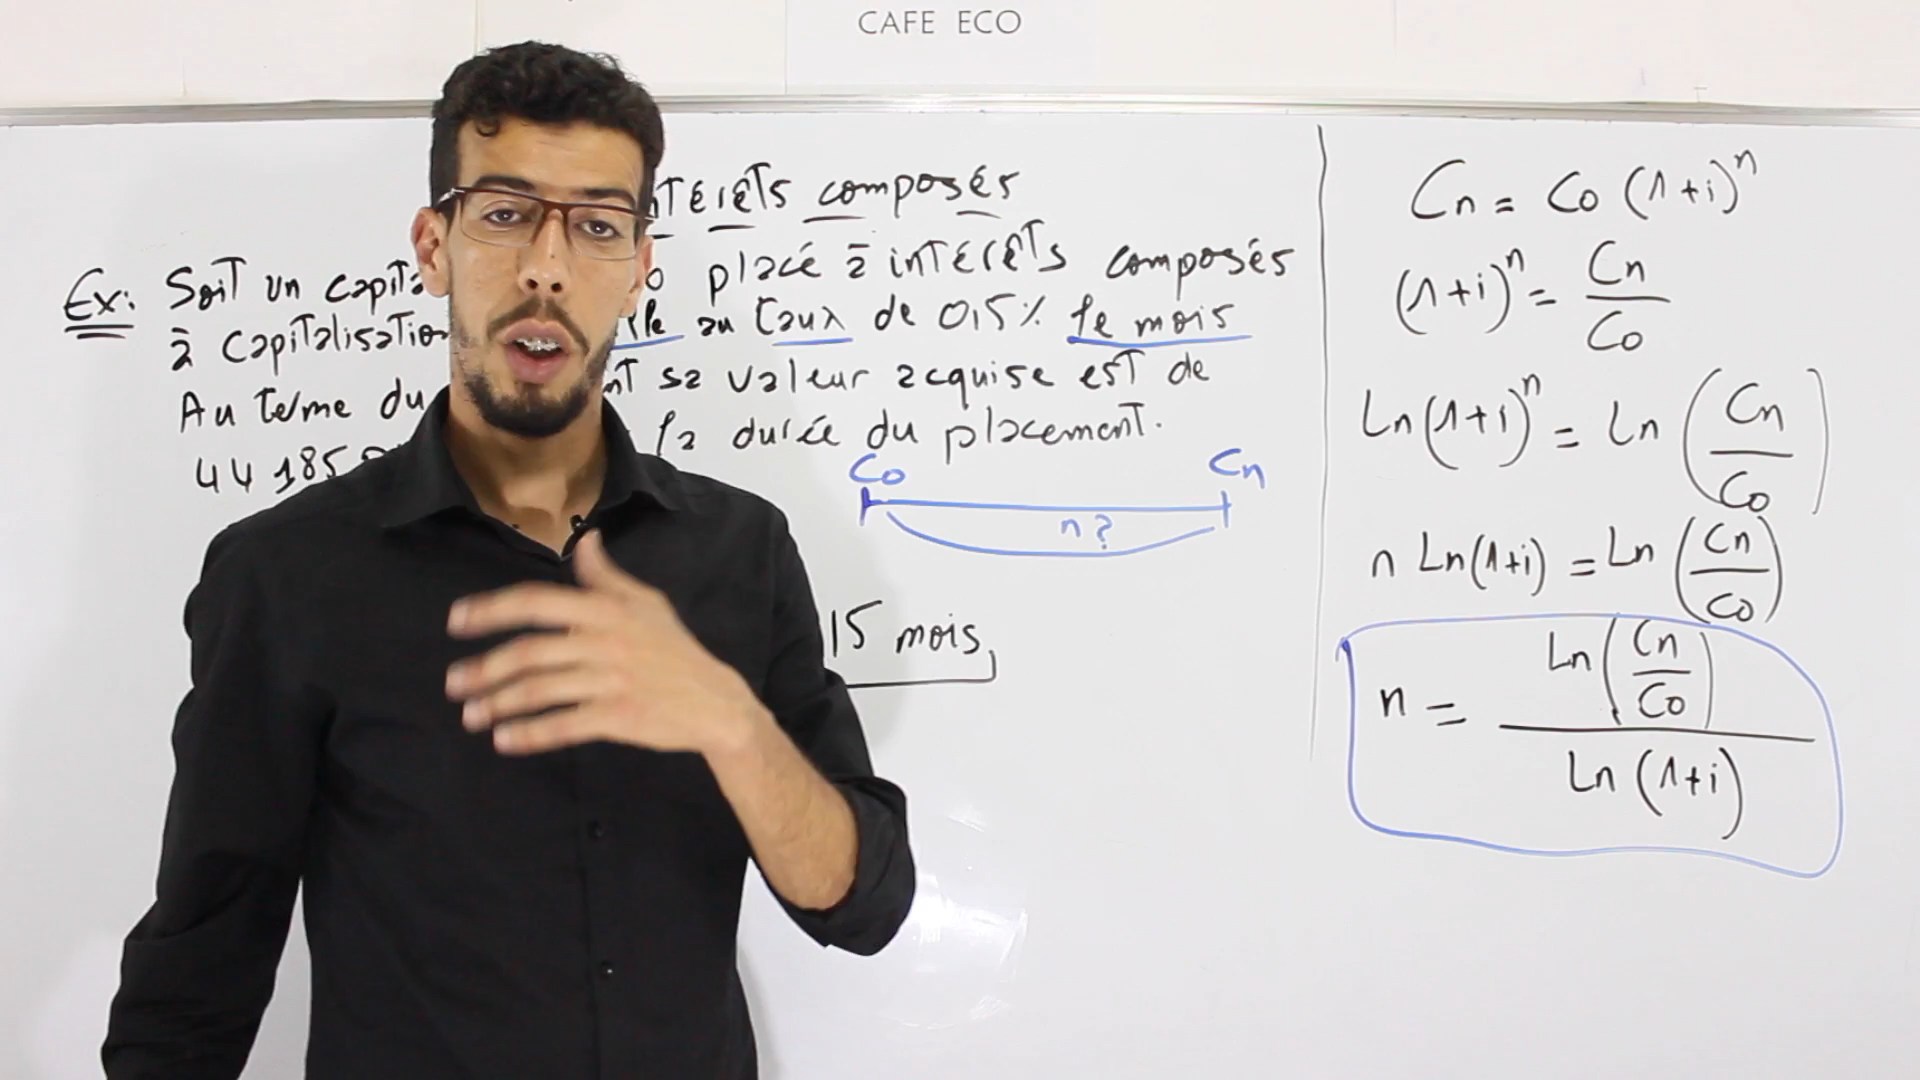 CAFE ECO
intérêts composés
Ex: Soit un capital 0 placé à intérêts composés
à capitalisation lle au taux de 0,5% le mois
Au terme du nt sa valeur acquise est de
44 185 la durée du placement.
Co Cn
n?
15 mois
Cn = Co (1+i)^n
(1+i)^n = Cn/Co
Ln(1+i)^n = Ln (Cn/Co)
n Ln(1+i) = Ln (Cn/Co)
n = Ln(Cn/Co) / Ln (1+i)